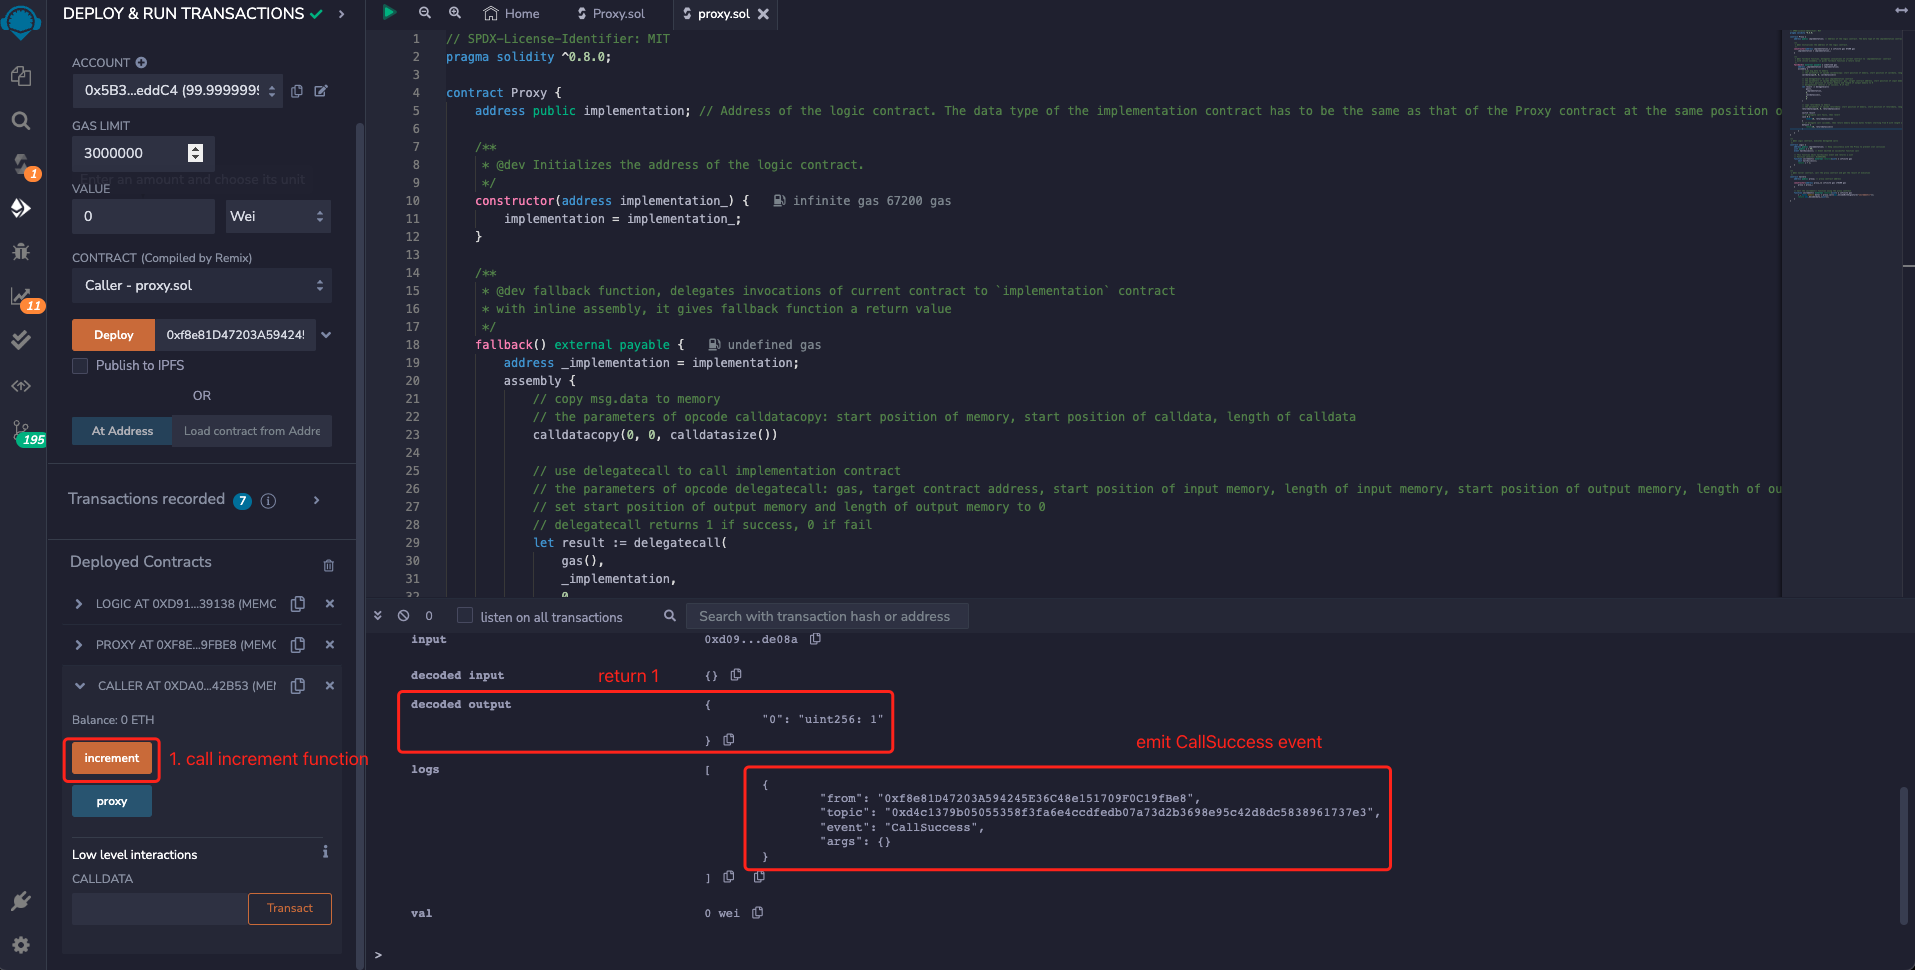 DEPLOY & RUN TRANSACTIONS
ACCOUNT
0x5B3...eddC4 (99.9999999
GAS LIMIT
3000000
Enter an amount and choose its unit
VALUE
0
Wei
CONTRACT (Compiled by Remix)
Caller - proxy.sol
Deploy
0xf8e81D47203A59424
Publish to IPFS
OR
At Address
Load contract from Addre
Transactions recorded 7 i
Deployed Contracts
LOGIC AT 0XD91...39138 (MEMC
PROXY AT 0XF8E...9FBE8 (MEMC
CALLER AT 0XDA0...42B53 (MEM
Balance: 0 ETH
increment
1. call increment function
proxy
Low level interactions
i
CALLDATA
Transact
1
11
195
Home
Proxy.sol
proxy.sol
1 // SPDX-License-Identifier: MIT
2 pragma solidity ^0.8.0;
3
4 contract Proxy {
5 address public implementation; // Address of the logic contract. The data type of the implementation contract has to be the same as that of the Proxy contract at the same position o
6
7 /**
8 * @dev Initializes the address of the logic contract.
9 */
10 constructor(address implementation_) { infinite gas 67200 gas
11 implementation = implementation_;
12 }
13
14 /**
15 * @dev fallback function, delegates invocations of current contract to `implementation` contract
16 * with inline assembly, it gives fallback function a return value
17 */
18 fallback() external payable { undefined gas
19 address _implementation = implementation;
20 assembly {
21 // copy msg.data to memory
22 // the parameters of opcode calldatacopy: start position of memory, start position of calldata, length of calldata
23 calldatacopy(0, 0, calldatasize())
24
25 // use delegatecall to call implementation contract
26 // the parameters of opcode delegatecall: gas, target contract address, start position of input memory, length of input memory, start position of output memory, length of ou
27 // set start position of output memory and length of output memory to 0
28 // delegatecall returns 1 if success, 0 if fail
29 let result := delegatecall(
30 gas(),
31 _implementation,
32 0
0
listen on all transactions
Search with transaction hash or address
input 0xd09...de08a
decoded input {}
return 1
decoded output {
"0": "uint256: 1"
}
emit CallSuccess event
logs [
{
"from": "0xf8e81D47203A594245E36C48e151709F0C19fBe8",
"topic": "0xd4c1379b05055358f3fa6e4ccdfedb07a73d2b3698e95c42d8dc5838961737e3",
"event": "CallSuccess",
"args": {}
}
]
val 0 wei
>